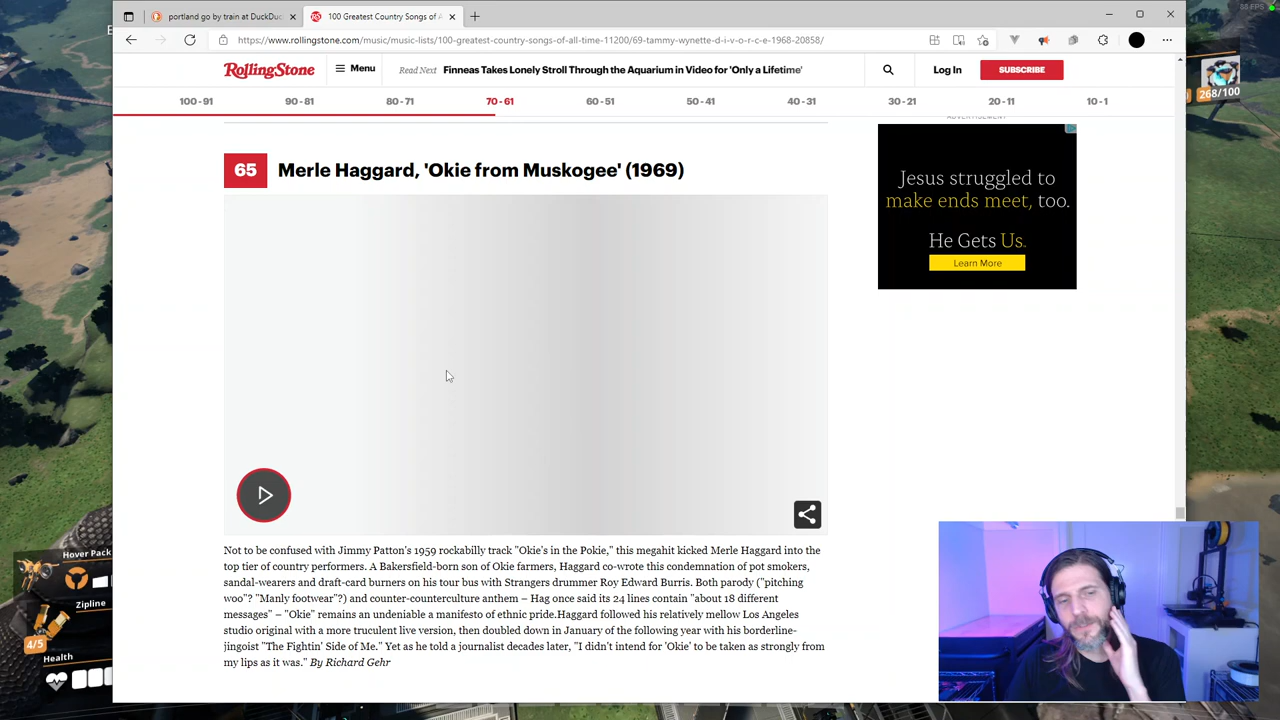 88 FPS
portland go by train at DuckDuc
100 Greatest Country Songs of A
https://www.rollingstone.com/music/music-lists/100-greatest-country-songs-of-all-time-11200/69-tammy-wynette-d-i-v-o-r-c-e-1968-20858/
RollingStone
Menu
Read Next Finneas Takes Lonely Stroll Through the Aquarium in Video for 'Only a Lifetime'
Log In
SUBSCRIBE
268/100
100 - 91 90 - 81 80 - 71 70 - 61 60 - 51 50 - 41 40 - 31 30 - 21 20 - 11 10 - 1
ADVERTISEMENT
65 Merle Haggard, 'Okie from Muskogee' (1969)
Jesus struggled to
make ends meet, too.
He Gets Us.
Learn More
Not to be confused with Jimmy Patton's 1959 rockabilly track "Okie's in the Pokie," this megahit kicked Merle Haggard into the
top tier of country performers. A Bakersfield-born son of Okie farmers, Haggard co-wrote this condemnation of pot smokers,
sandal-wearers and draft-card burners on his tour bus with Strangers drummer Roy Edward Burris. Both parody ("pitching
woo"? "Manly footwear"?) and counter-counterculture anthem – Hag once said its 24 lines contain "about 18 different
messages" – "Okie" remains an undeniable a manifesto of ethnic pride.Haggard followed his relatively mellow Los Angeles
studio original with a more truculent live version, then doubled down in January of the following year with his borderline-
jingoist "The Fightin' Side of Me." Yet as he told a journalist decades later, "I didn't intend for 'Okie' to be taken as strongly from
my lips as it was." By Richard Gehr
Hover Pack
Zipline
4/5
Health